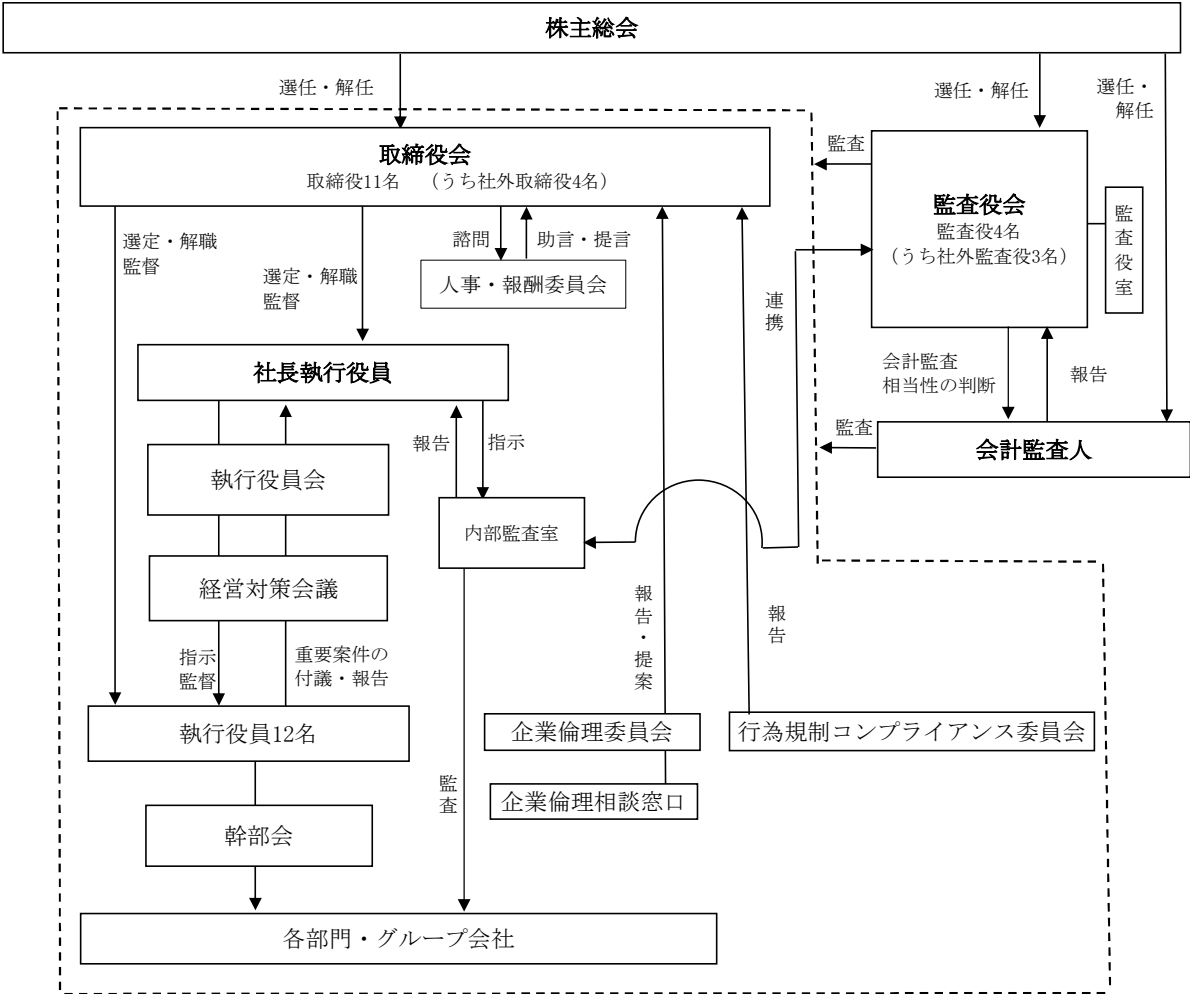 株主総会
選任・解任
選任・解任
選任・
解任
取締役会
取締役11名 （うち社外取締役4名）
監査
監査役会
監査役4名
（うち社外監査役3名）
監査役室
選定・解職
監督
選定・解職
監督
諮問
助言・提言
人事・報酬委員会
連携
社長執行役員
会計監査
相当性の判断
報告
報告
指示
監査
会計監査人
執行役員会
内部監査室
経営対策会議
報告・提案
報告
指示
監督
重要案件の
付議・報告
執行役員12名
企業倫理委員会
行為規制コンプライアンス委員会
監査
企業倫理相談窓口
幹部会
各部門・グループ会社